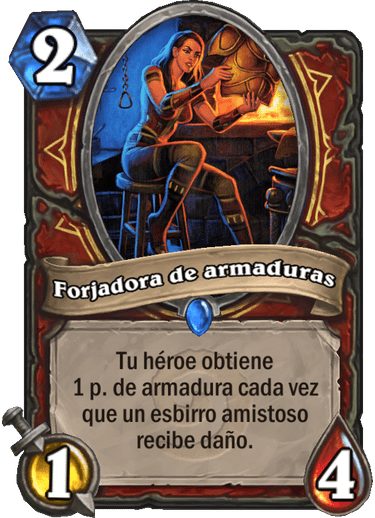 2
Forjadora de armaduras
Tu héroe obtiene
1 p. de armadura cada vez
que un esbirro amistoso
recibe daño.
1
4